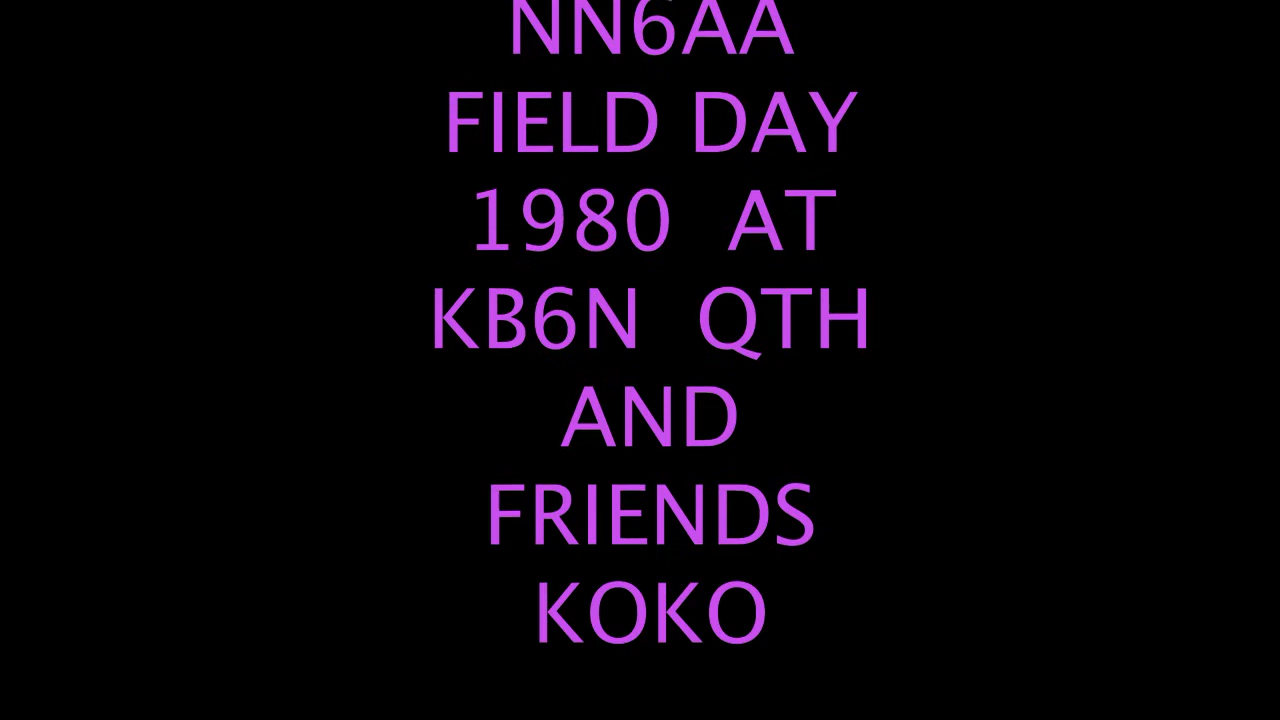 NN6AA
FIELD DAY
1980 AT
KB6N QTH
AND
FRIENDS
KOKO